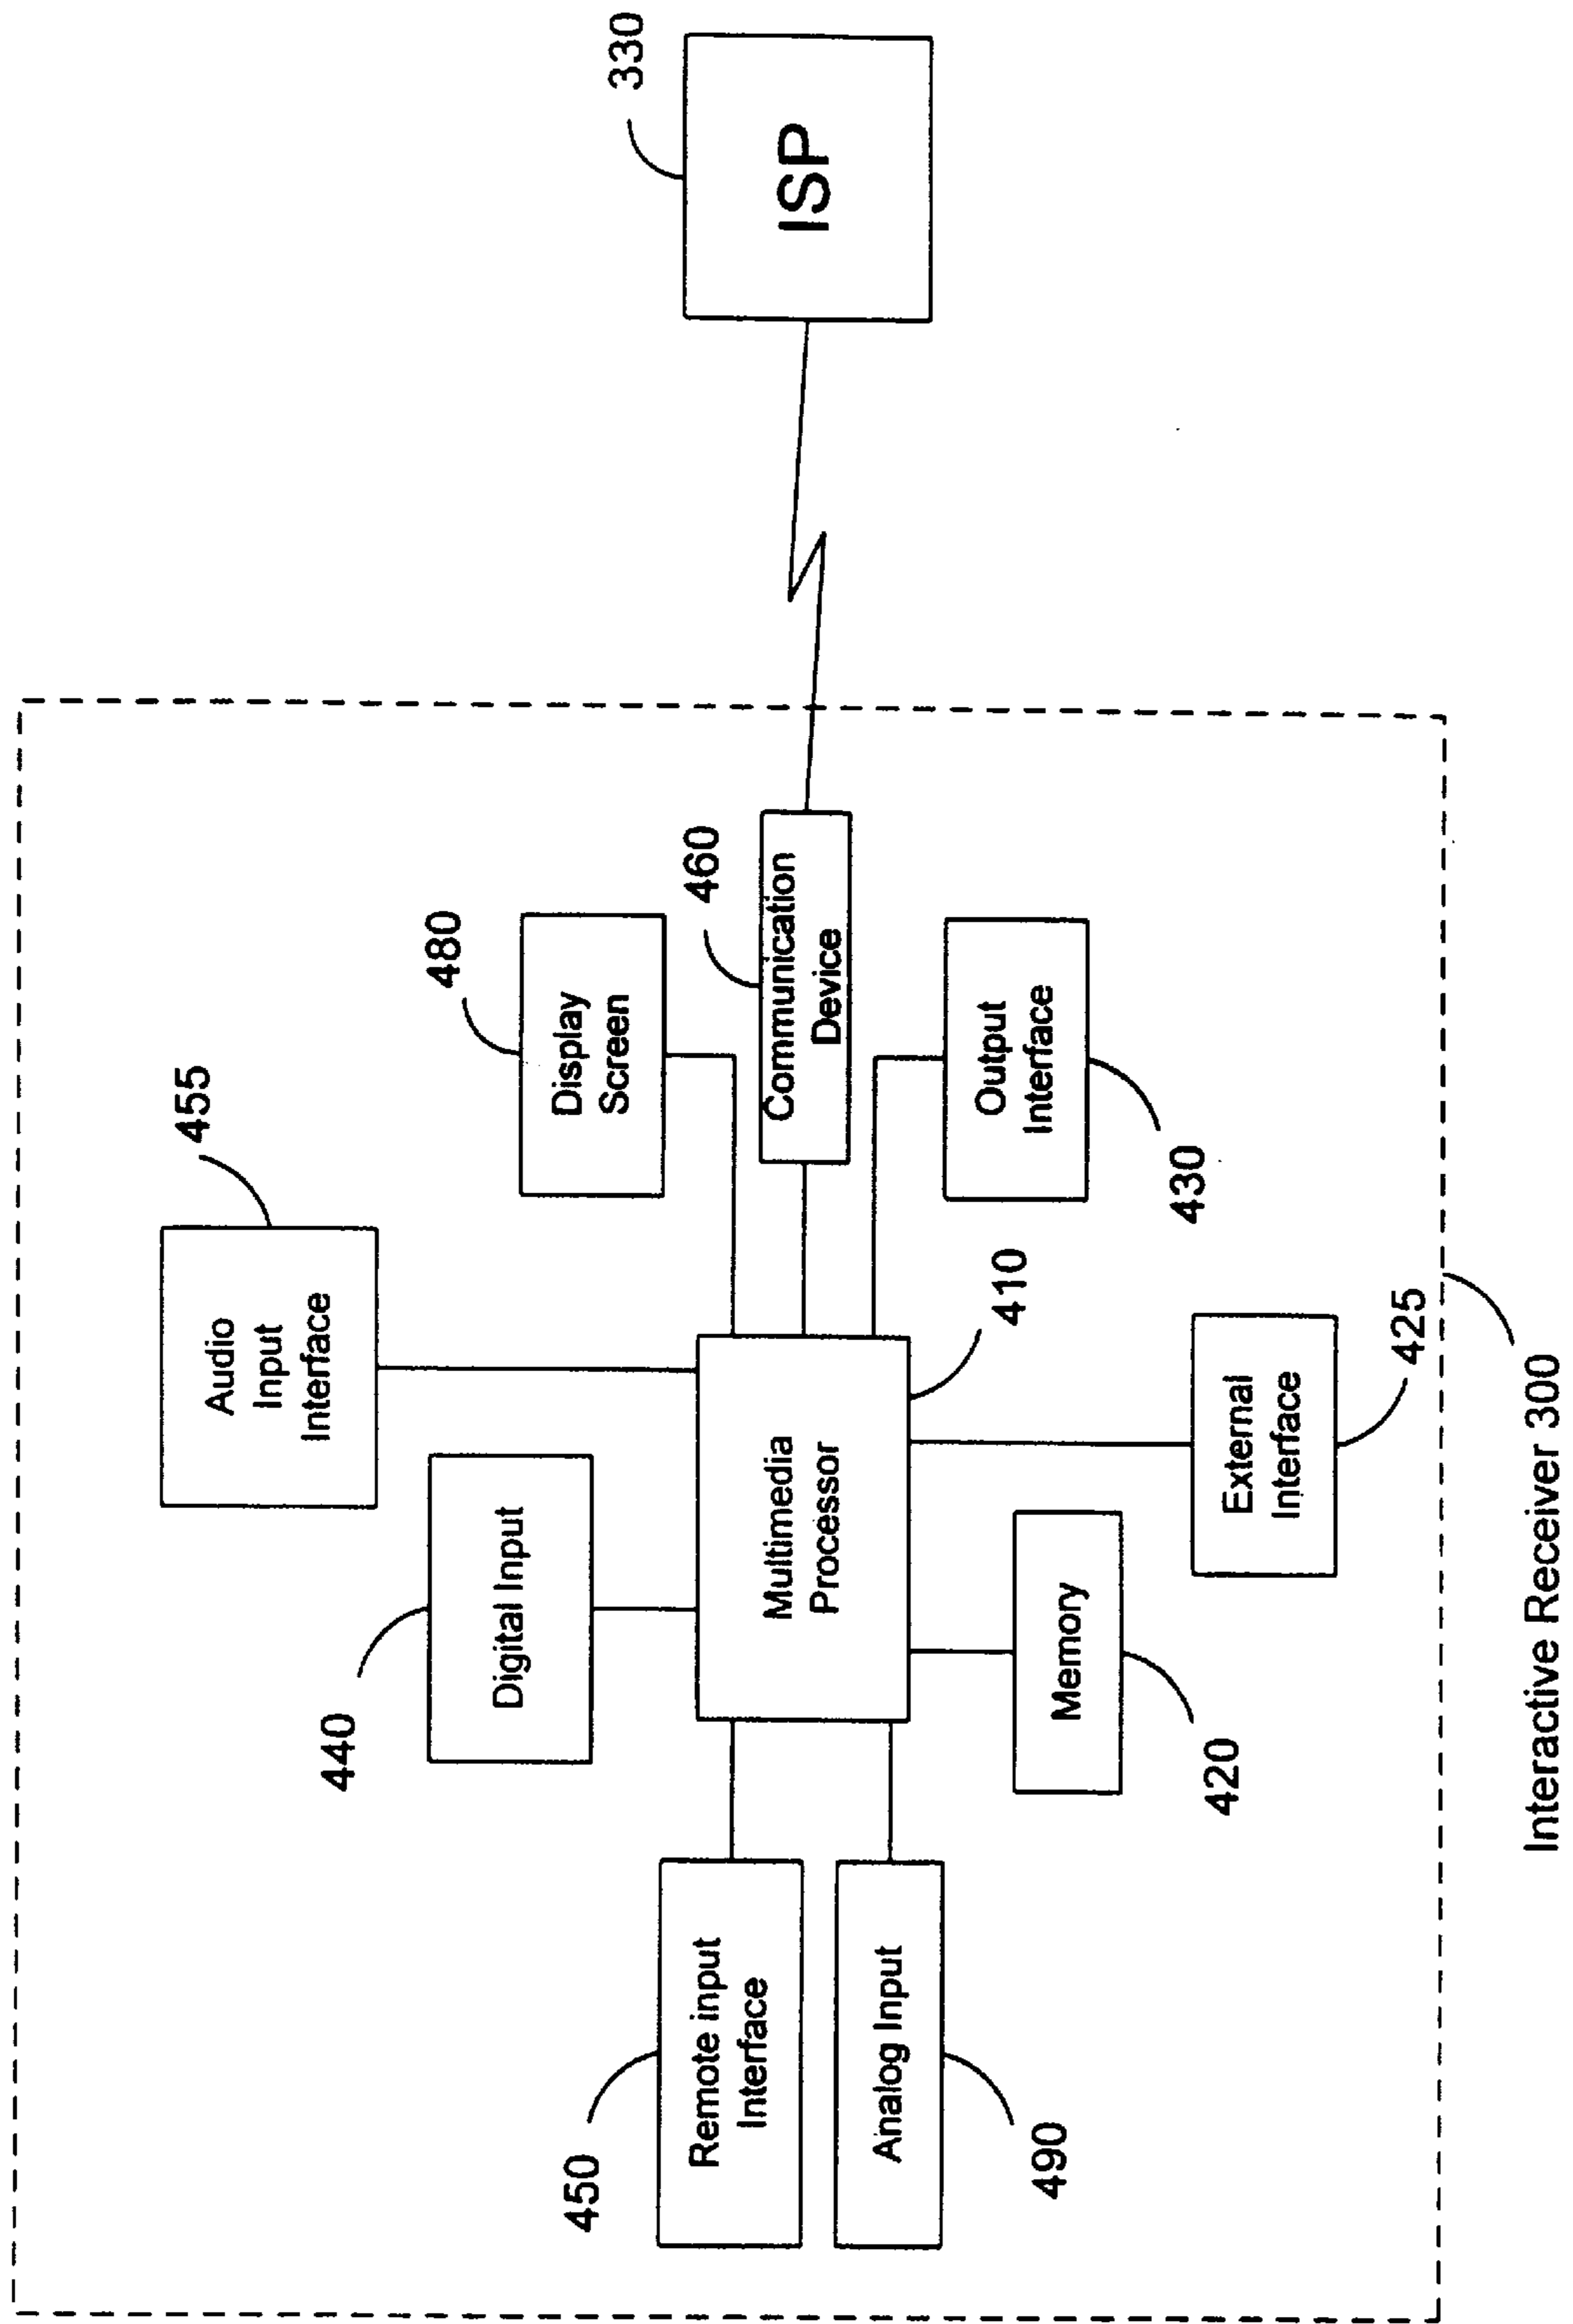 455
Audio
Input
Interface
480
Display
Screen
440
Digital Input
330
ISP
460
Communication
Device
450
Remote input
Interface
Multimedia
Processor
410
Analog Input
490
Memory
420
Output
Interface
430
External
Interface
425
Interactive Receiver 300